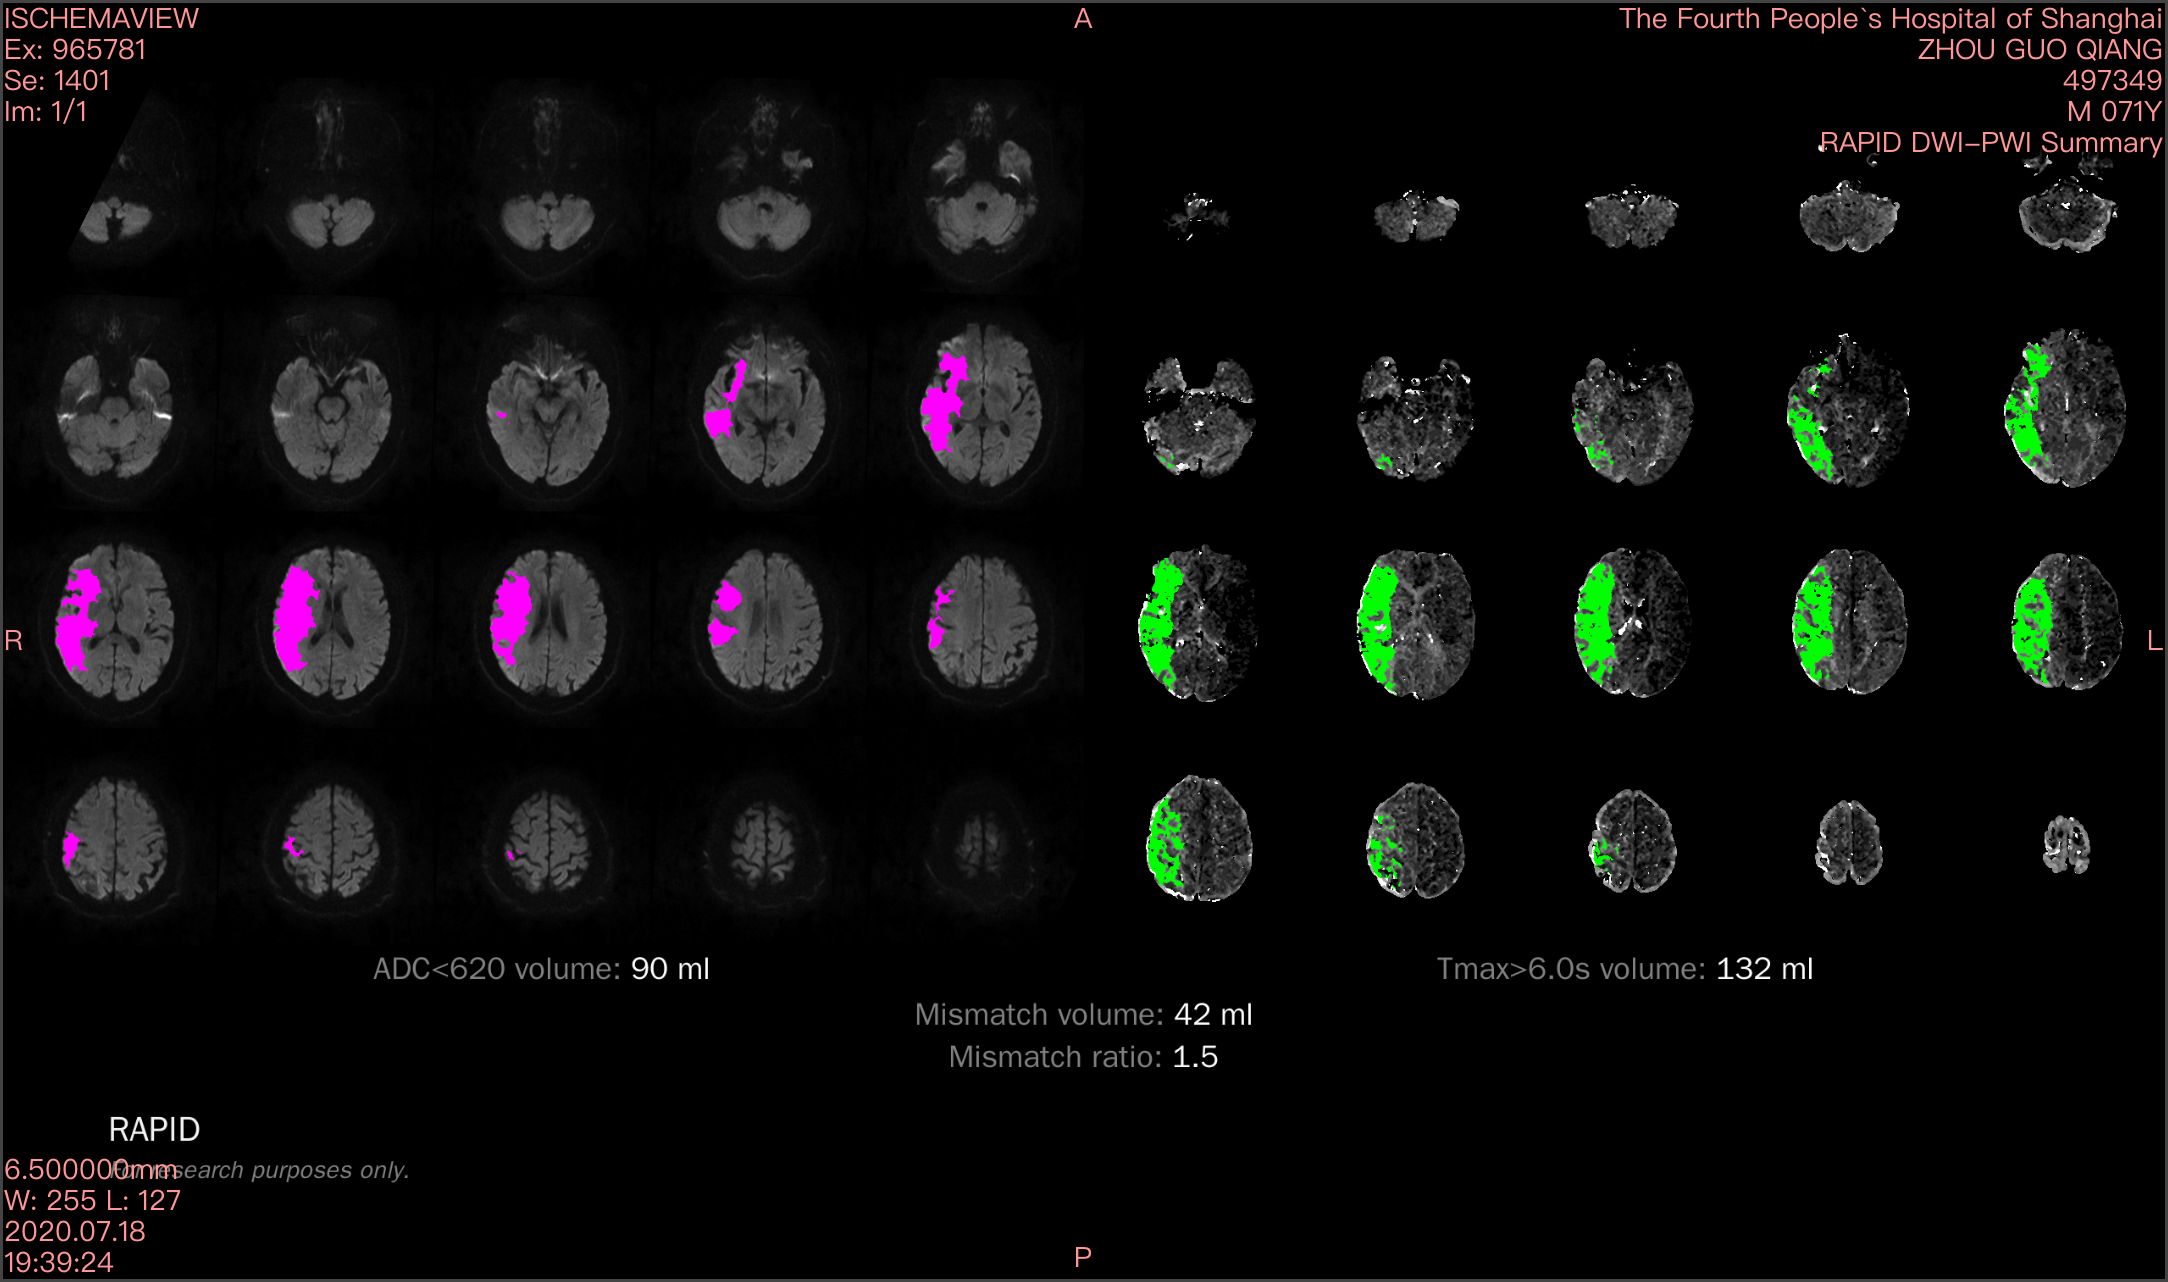 ISCHEMAVIEW
Ex: 965781
Se: 1401
Im: 1/1
A
The Fourth People`s Hospital of Shanghai
ZHOU GUO QIANG
497349
M 071Y
RAPID DWI-PWI Summary
R
L
ADC<620 volume: 90 ml
Tmax>6.0s volume: 132 ml
Mismatch volume: 42 ml
Mismatch ratio: 1.5
RAPID
For research purposes only.
6.500000mm
W: 255 L: 127
2020.07.18
19:39:24
P